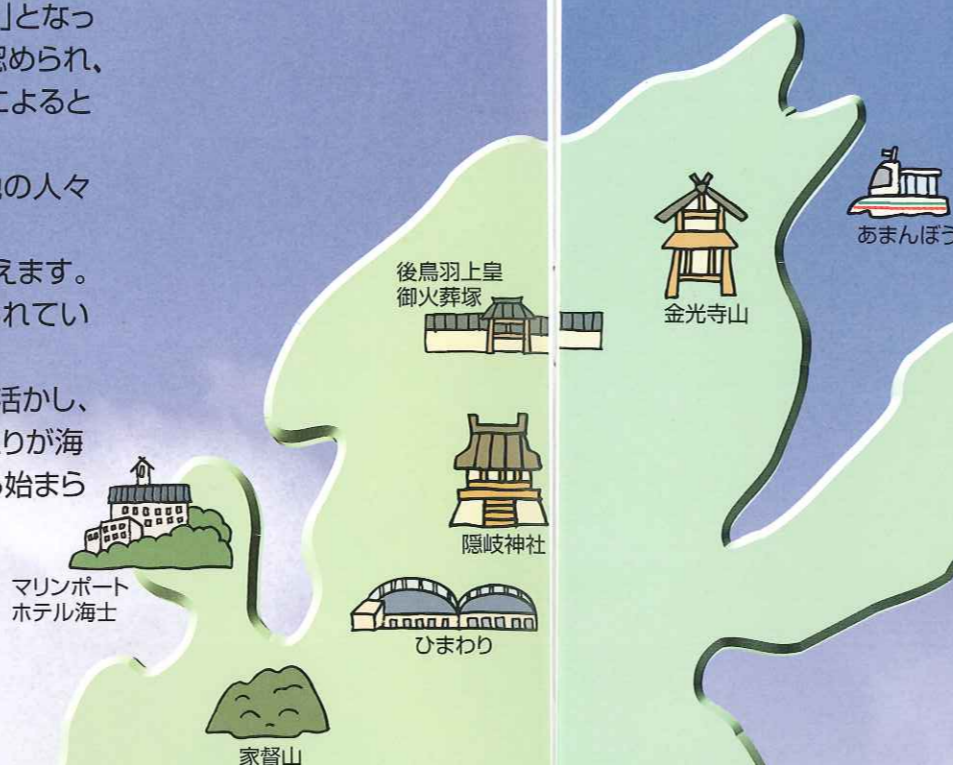 」となっ
認められ、
によると
の人々
えます。
れてい
活かし、
りが海
始まら
あまんぼう
後鳥羽上皇
御火葬塚
金光寺山
隠岐神社
マリンポート
ホテル海士
ひまわり
家督山